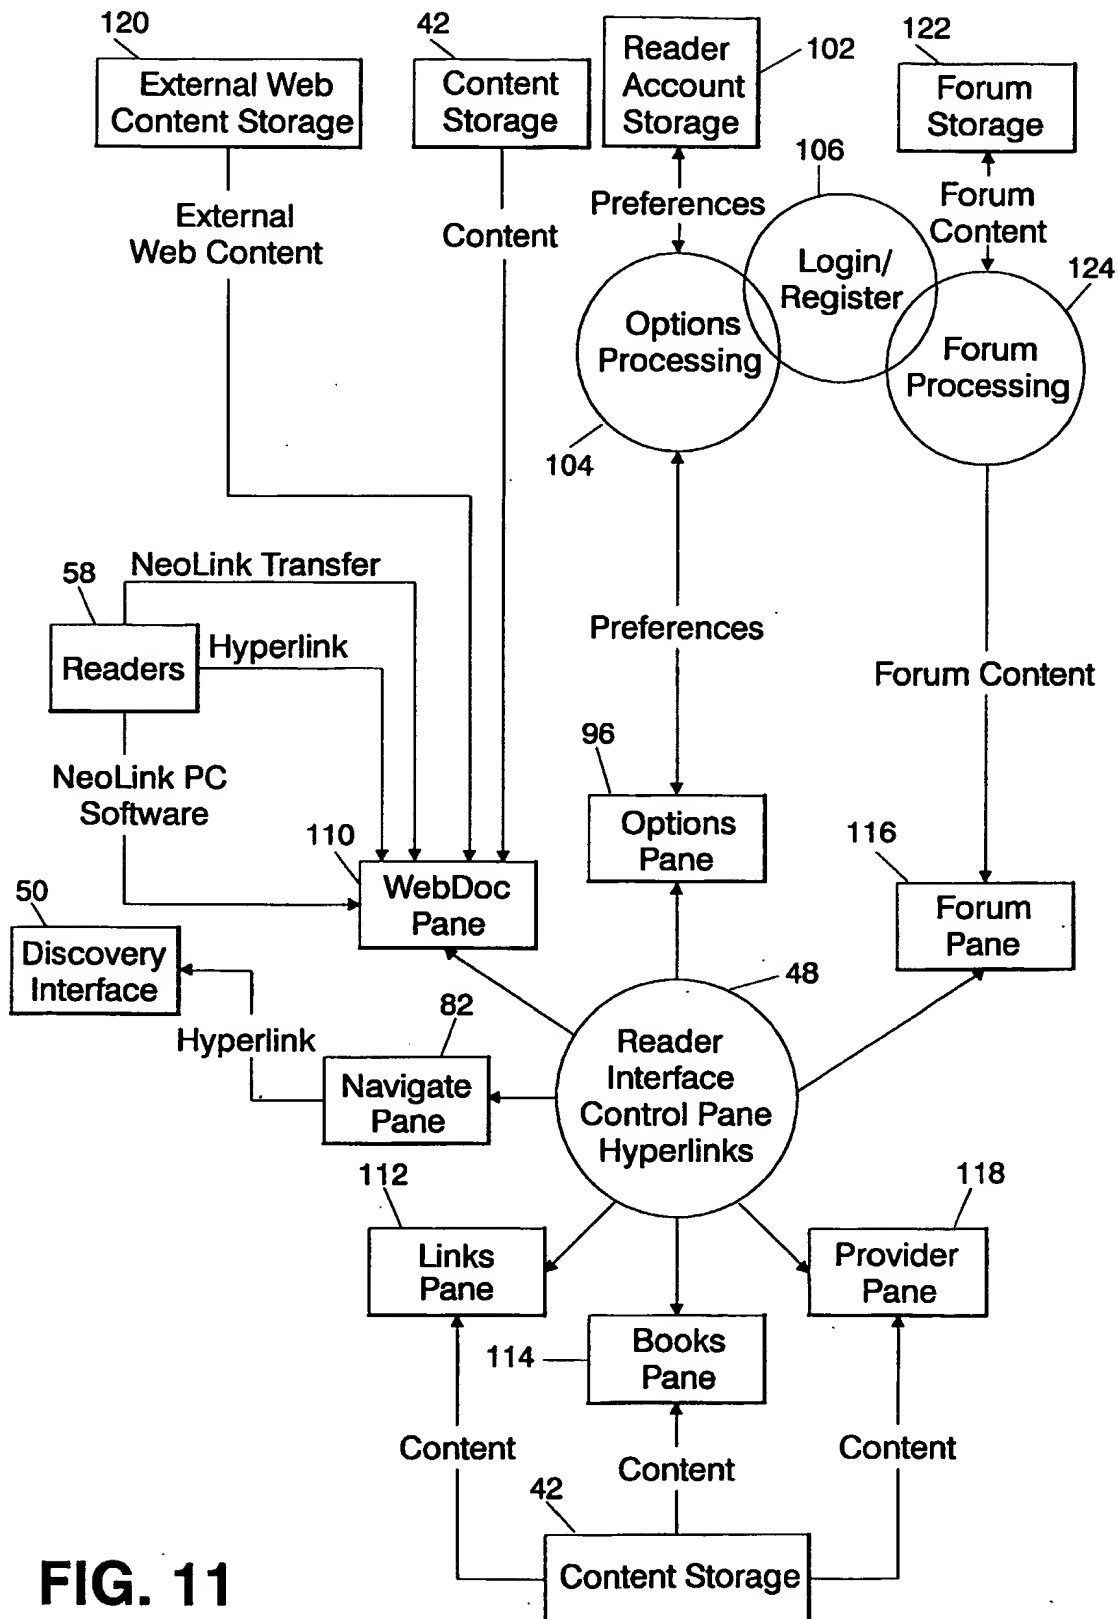 120
42
122
External Web
Content Storage
Content
Storage
Reader
Account
Storage
102
Forum
Storage
106
External
Web Content
Content
Preferences
Forum
Content
Login/
Register
124
Options
Processing
Forum
Processing
104
58
NeoLink Transfer
Readers
Hyperlink
Preferences
Forum Content
NeoLink PC
Software
96
Options
Pane
110
WebDoc
Pane
116
Forum
Pane
50
Discovery
Interface
48
82
Hyperlink
Navigate
Pane
Reader
Interface
Control Pane
Hyperlinks
112
118
Links
Pane
Provider
Pane
114
Books
Pane
Content
Content
Content
42
Content Storage
FIG. 11